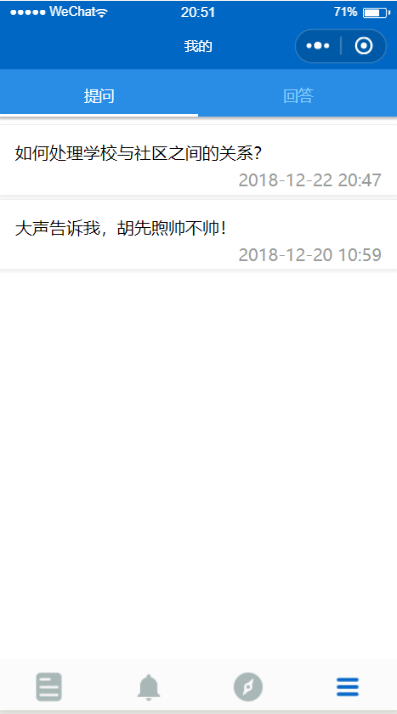 WeChat 20:51 71%
我的
提问 回答
如何处理学校与社区之间的关系?
2018-12-22 20:47
大声告诉我，胡先煦帅不帅!
2018-12-20 10:59